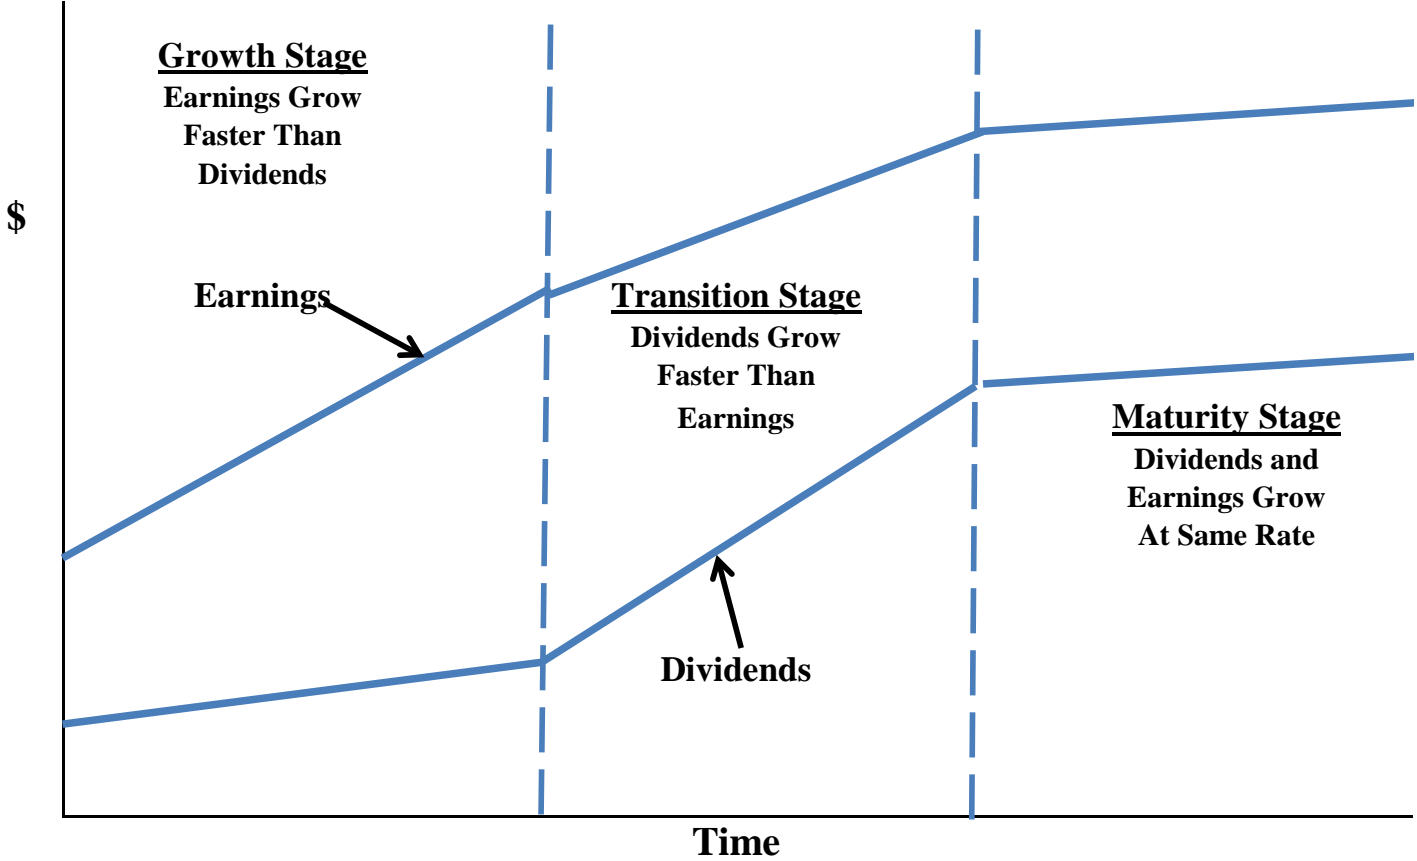 Growth Stage
Earnings Grow
Faster Than
Dividends
$
Earnings
Transition Stage
Dividends Grow
Faster Than
Earnings
Maturity Stage
Dividends and
Earnings Grow
At Same Rate
Dividends
Time